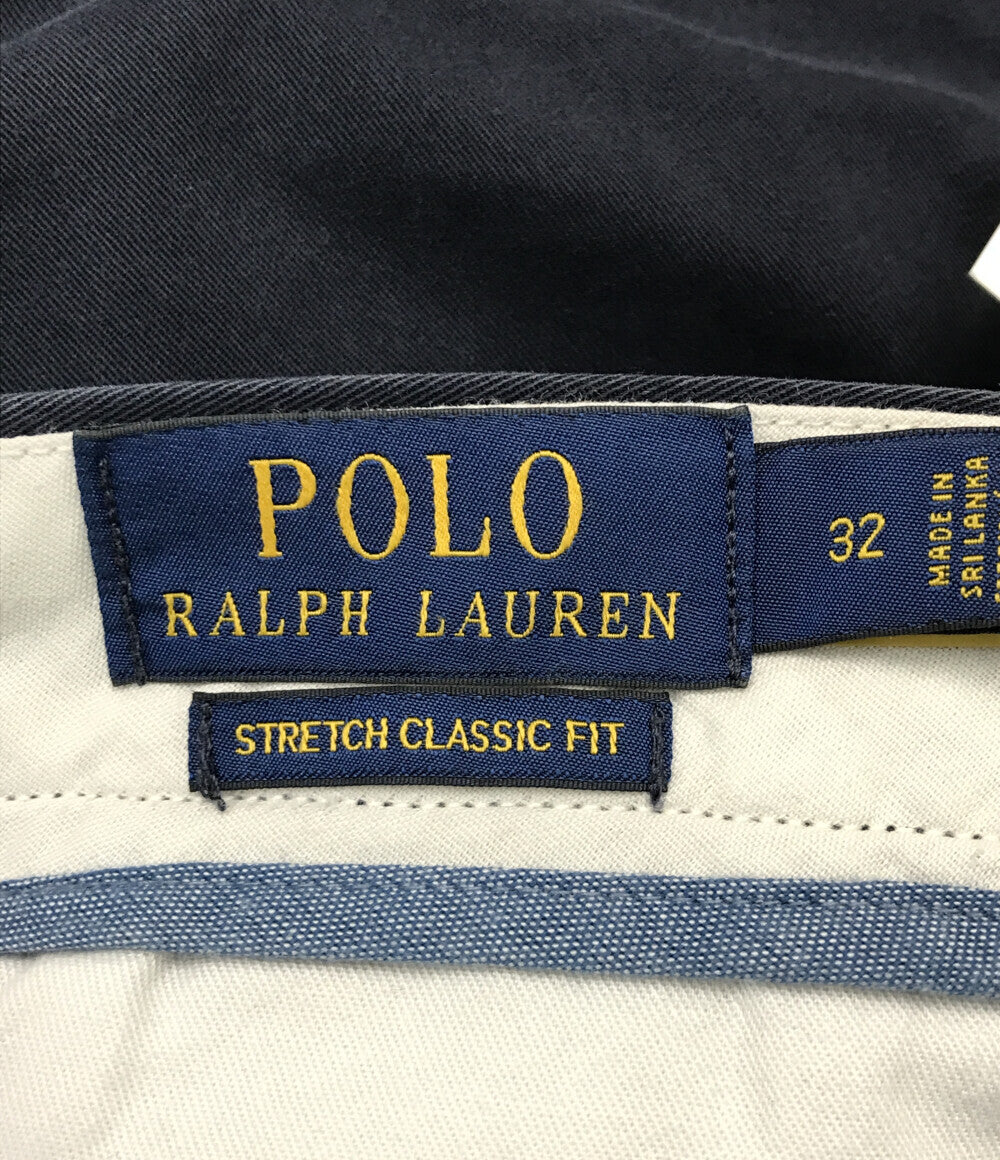 POLO
RALPH LAUREN
32
MADE IN
SRI LANKA
STRETCH CLASSIC FIT